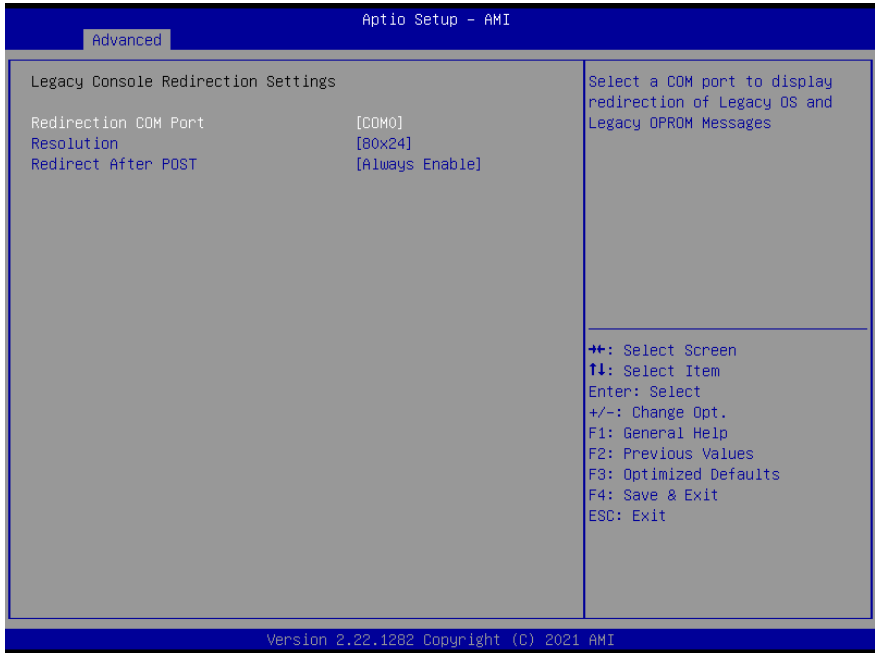 Aptio Setup – AMI
Advanced
Legacy Console Redirection Settings
Redirection COM Port [COM0]
Resolution [80x24]
Redirect After POST [Always Enable]
Select a COM port to display
redirection of Legacy OS and
Legacy OPROM Messages
→←: Select Screen
↑↓: Select Item
Enter: Select
+/-: Change Opt.
F1: General Help
F2: Previous Values
F3: Optimized Defaults
F4: Save & Exit
ESC: Exit
Version 2.22.1282 Copyright (C) 2021 AMI